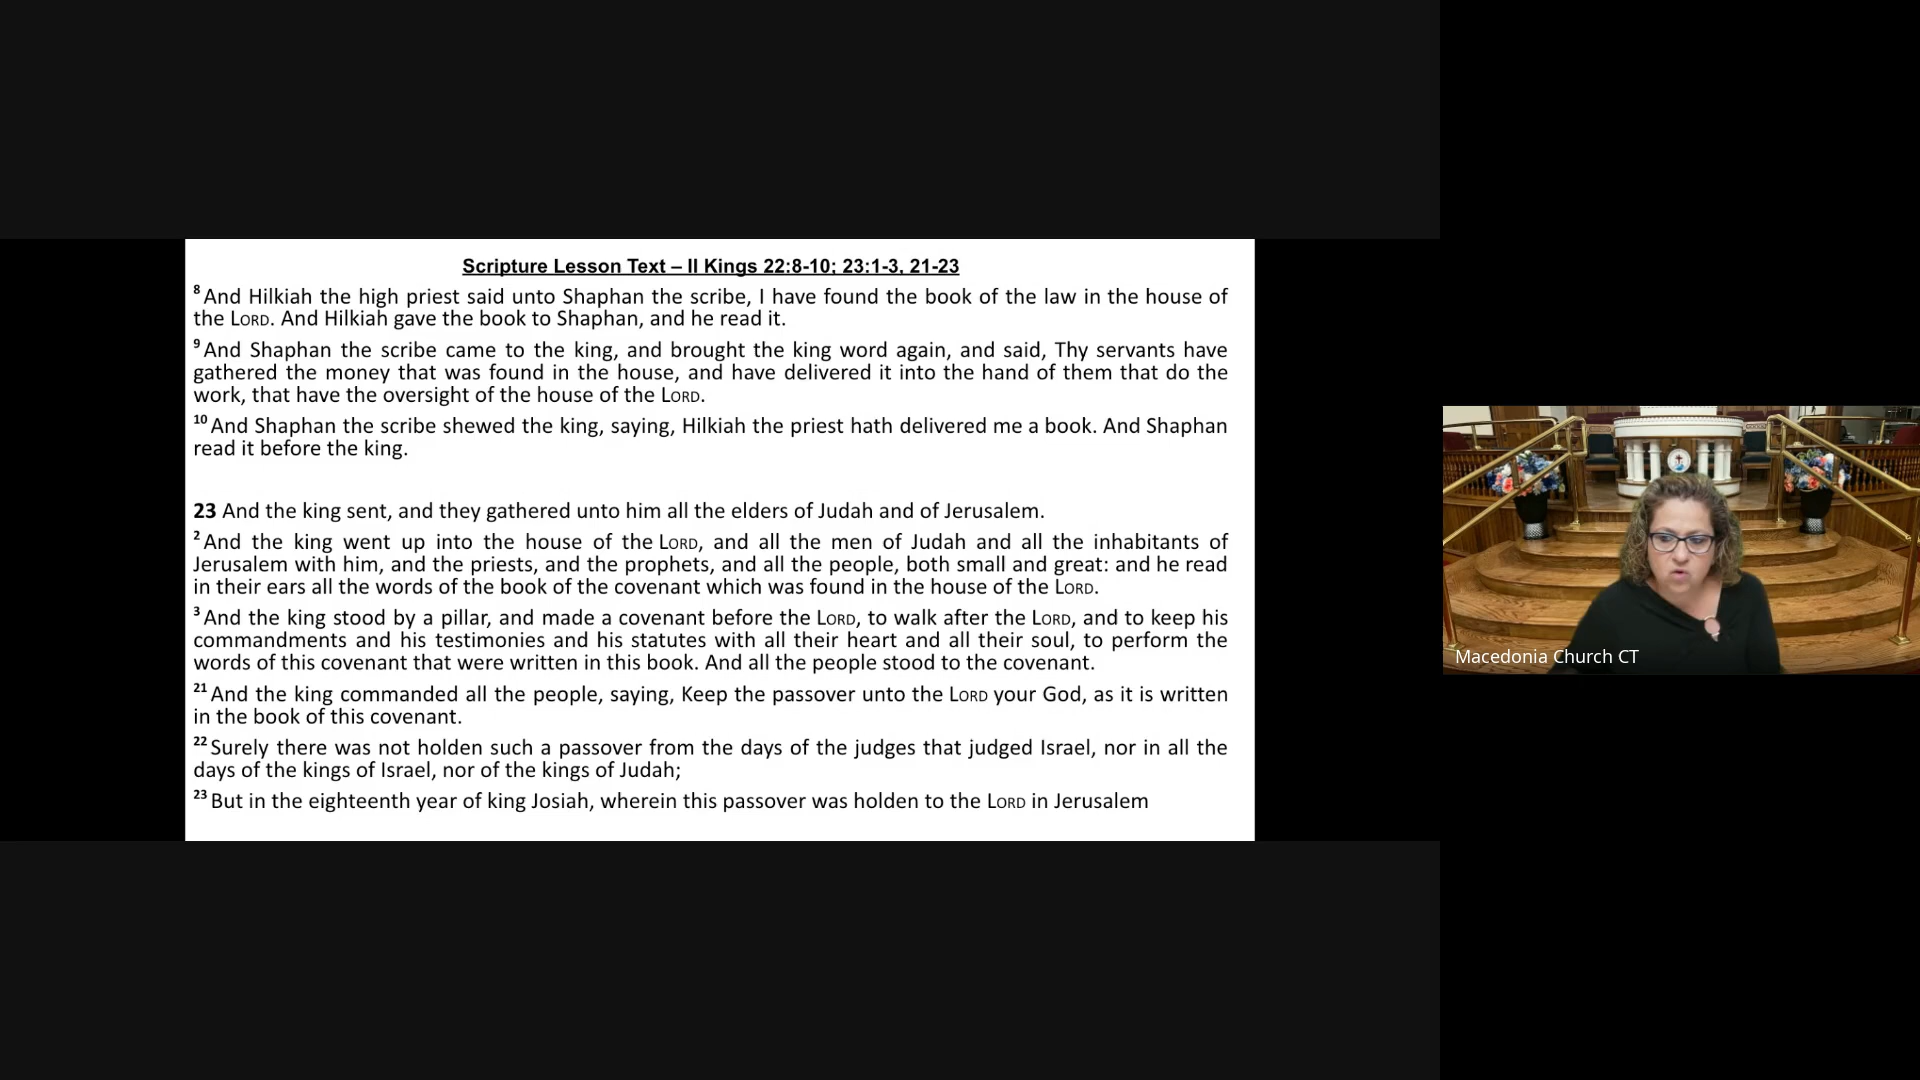 Scripture Lesson Text – II Kings 22:8-10; 23:1-3, 21-23
8 And Hilkiah the high priest said unto Shaphan the scribe, I have found the book of the law in the house of
the LORD. And Hilkiah gave the book to Shaphan, and he read it.
9 And Shaphan the scribe came to the king, and brought the king word again, and said, Thy servants have
gathered the money that was found in the house, and have delivered it into the hand of them that do the
work, that have the oversight of the house of the LORD.
10 And Shaphan the scribe shewed the king, saying, Hilkiah the priest hath delivered me a book. And Shaphan
read it before the king.
23 And the king sent, and they gathered unto him all the elders of Judah and of Jerusalem.
2 And the king went up into the house of the LORD, and all the men of Judah and all the inhabitants of
Jerusalem with him, and the priests, and the prophets, and all the people, both small and great: and he read
in their ears all the words of the book of the covenant which was found in the house of the LORD.
3 And the king stood by a pillar, and made a covenant before the LORD, to walk after the LORD, and to keep his
commandments and his testimonies and his statutes with all their heart and all their soul, to perform the
words of this covenant that were written in this book. And all the people stood to the covenant.
21 And the king commanded all the people, saying, Keep the passover unto the LORD your God, as it is written
in the book of this covenant.
22 Surely there was not holden such a passover from the days of the judges that judged Israel, nor in all the
days of the kings of Israel, nor of the kings of Judah;
23 But in the eighteenth year of king Josiah, wherein this passover was holden to the LORD in Jerusalem
Macedonia Church CT